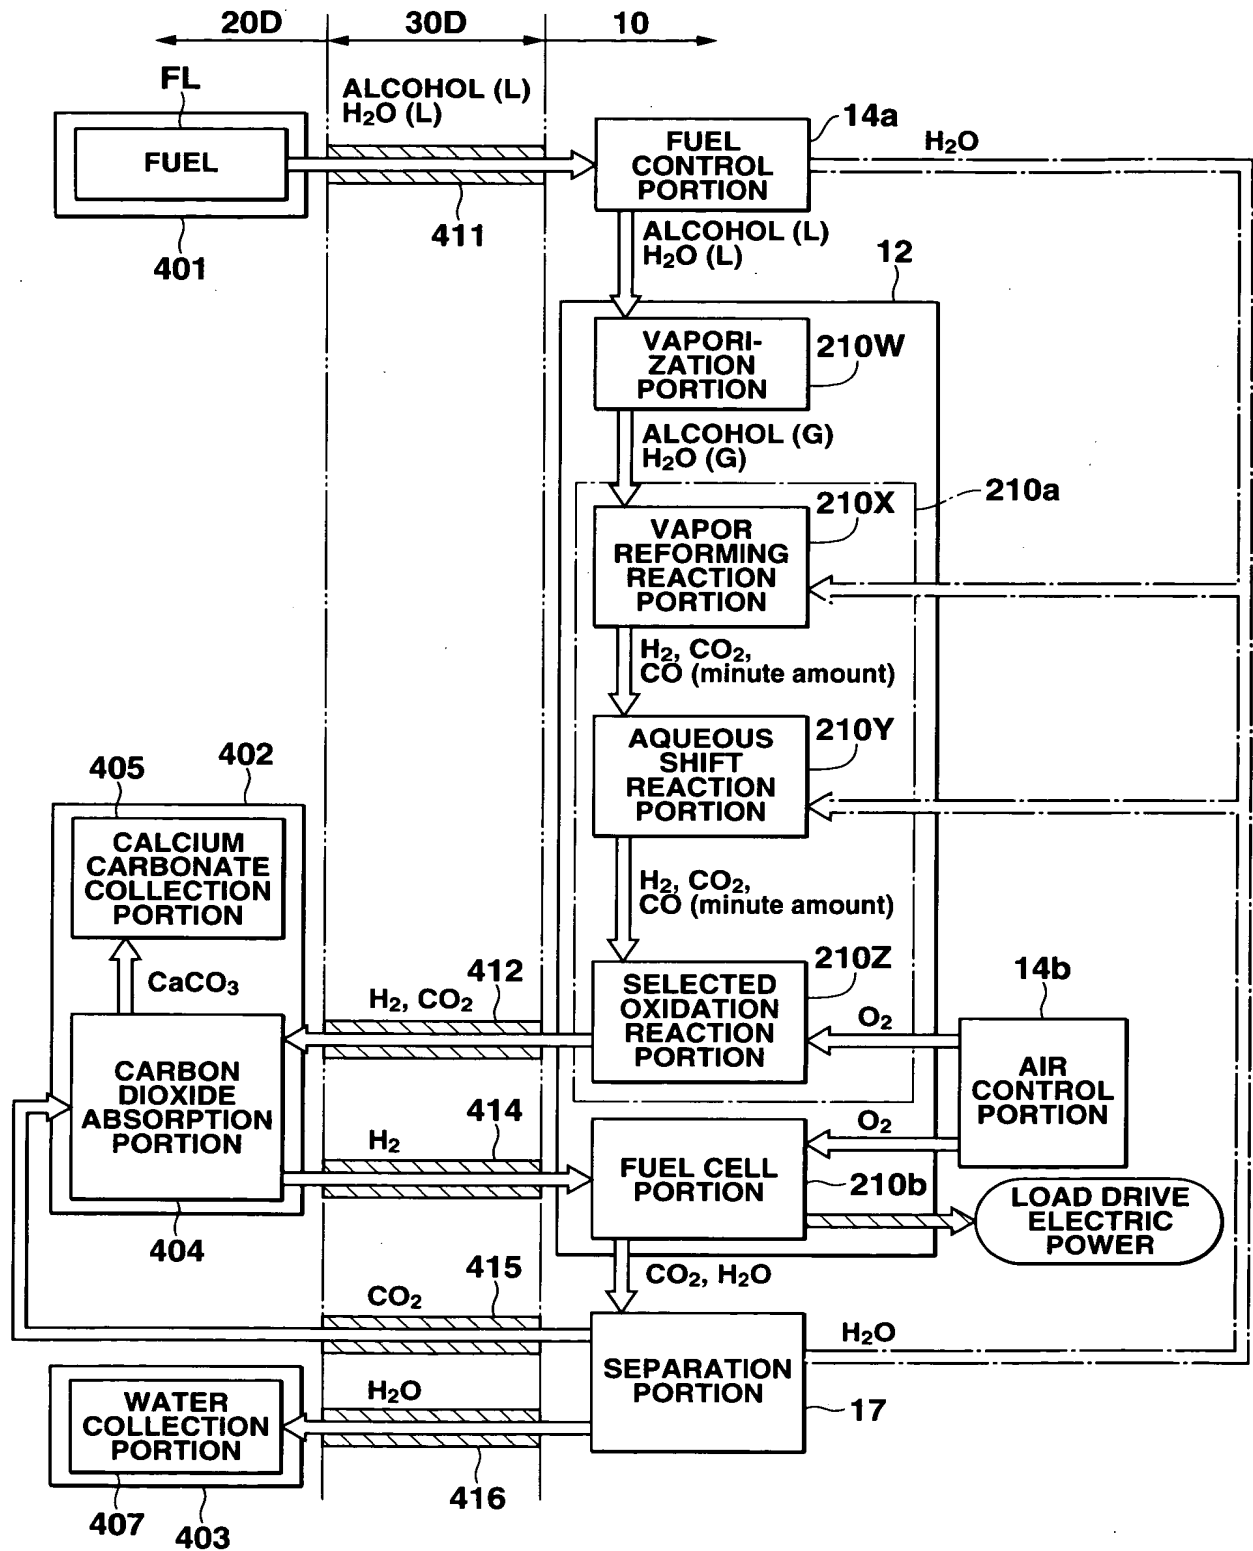 20D
30D
10
FL
ALCOHOL (L)
H₂O (L)
FUEL
401
411
14a
FUEL
CONTROL
PORTION
H₂O
ALCOHOL (L)
H₂O (L)
12
VAPORI-
ZATION
PORTION
210W
ALCOHOL (G)
H₂O (G)
210a
210X
VAPOR
REFORMING
REACTION
PORTION
H₂, CO₂,
CO (minute amount)
210Y
AQUEOUS
SHIFT
REACTION
PORTION
405
402
CALCIUM
CARBONATE
COLLECTION
PORTION
H₂, CO₂,
CO (minute amount)
CaCO₃
412
H₂, CO₂
210Z
SELECTED
OXIDATION
REACTION
PORTION
O₂
14b
AIR
CONTROL
PORTION
CARBON
DIOXIDE
ABSORPTION
PORTION
404
414
H₂
O₂
FUEL CELL
PORTION
210b
LOAD DRIVE
ELECTRIC
POWER
CO₂, H₂O
415
CO₂
H₂O
SEPARATION
PORTION
17
H₂O
416
WATER
COLLECTION
PORTION
407
403